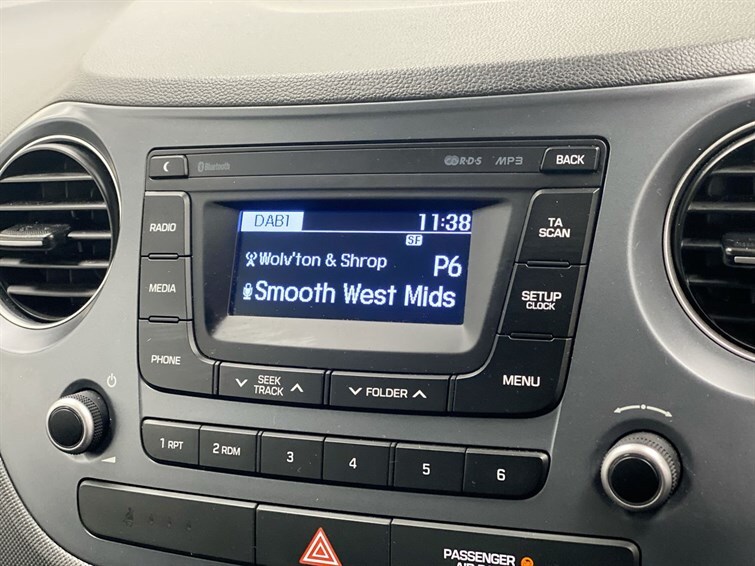 Bluetooth
R·D·S MP3
BACK
DAB1 11:38
SF
Wolv'ton & Shrop P6
Smooth West Mids
RADIO
MEDIA
PHONE
TA
SCAN
SETUP
CLOCK
SEEK
TRACK
FOLDER
MENU
1 RPT
2 RDM
3
4
5
6
PASSENGER